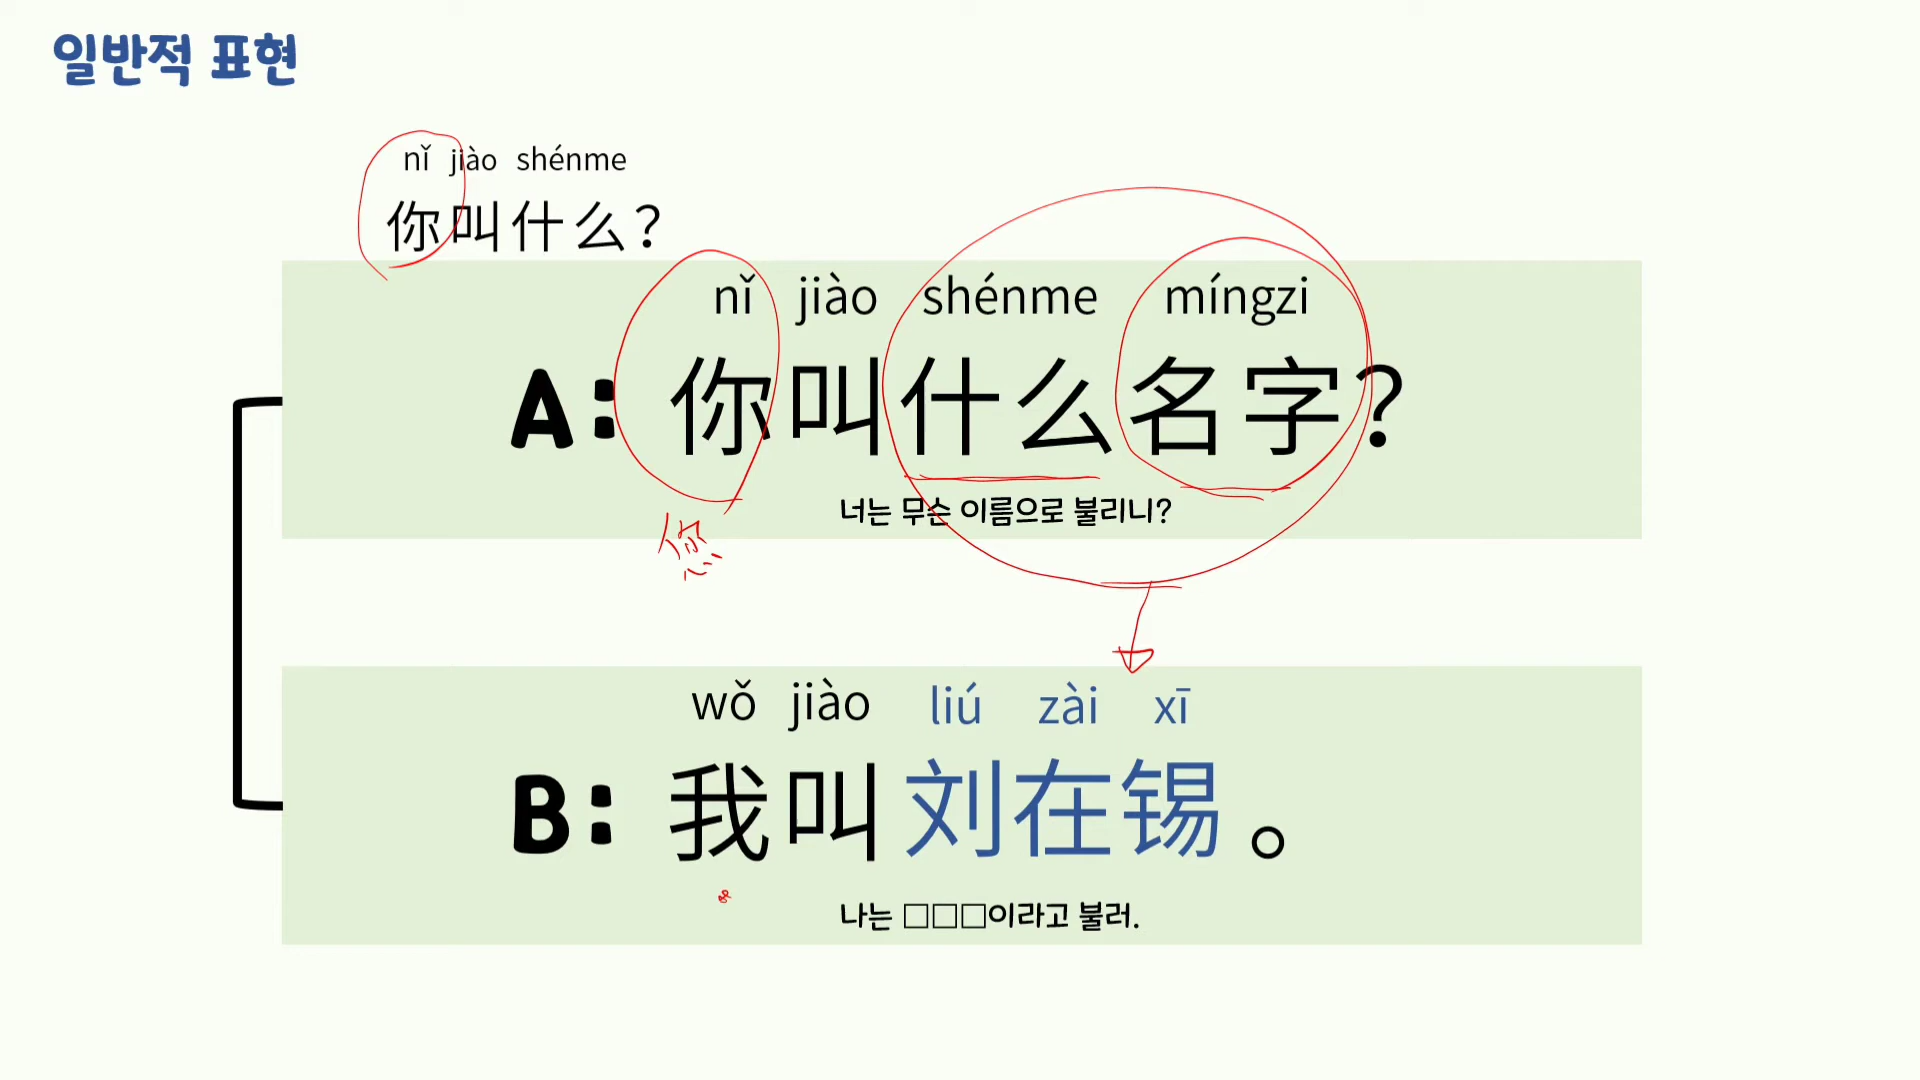 일반적 표현
nǐ jiào shénme
你叫什么?
nǐ jiào shénme míngzi
A: 你叫什么名字?
너는 무슨 이름으로 불리니?
您
wǒ jiào liú zài xī
B: 我叫刘在锡。
나는 □□□이라고 불러.